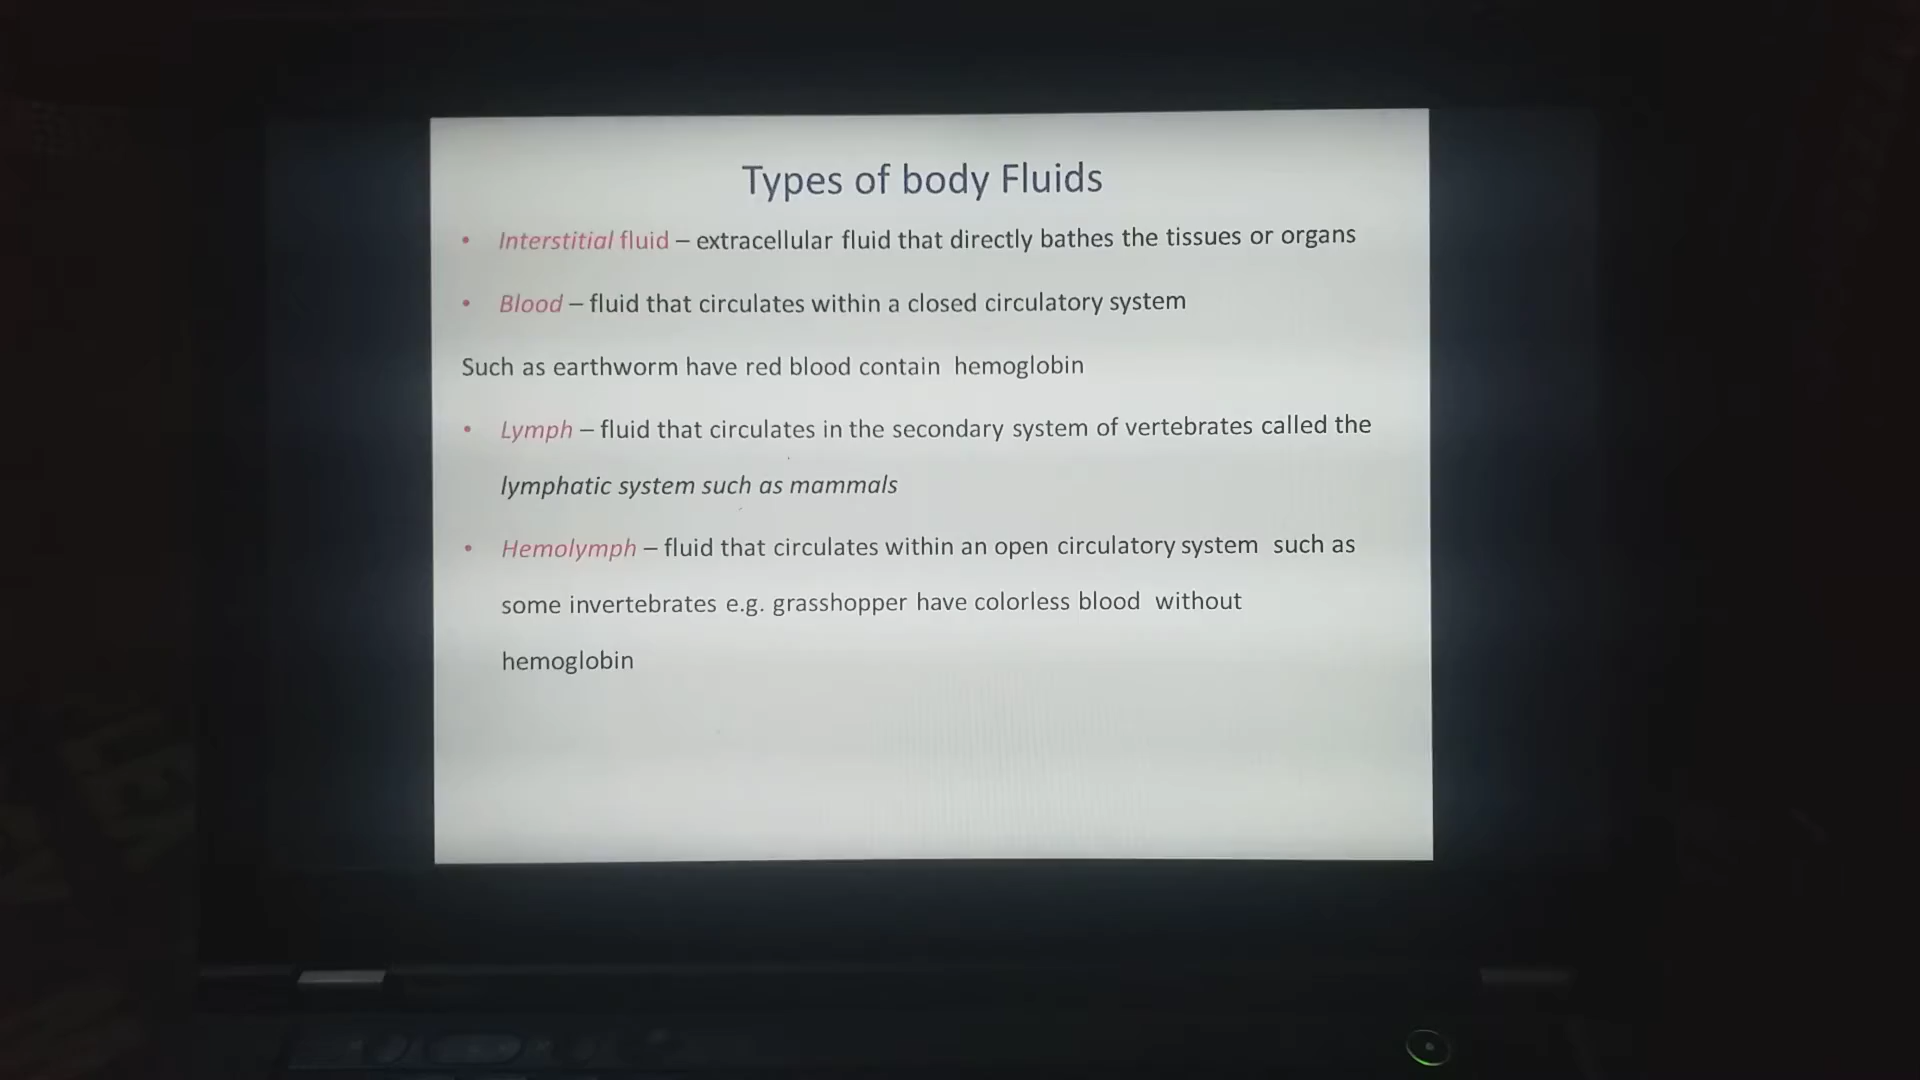 Types of body Fluids
• Interstitial fluid – extracellular fluid that directly bathes the tissues or organs
• Blood – fluid that circulates within a closed circulatory system
Such as earthworm have red blood contain hemoglobin
• Lymph – fluid that circulates in the secondary system of vertebrates called the
lymphatic system such as mammals
• Hemolymph – fluid that circulates within an open circulatory system such as
some invertebrates e.g. grasshopper have colorless blood without
hemoglobin